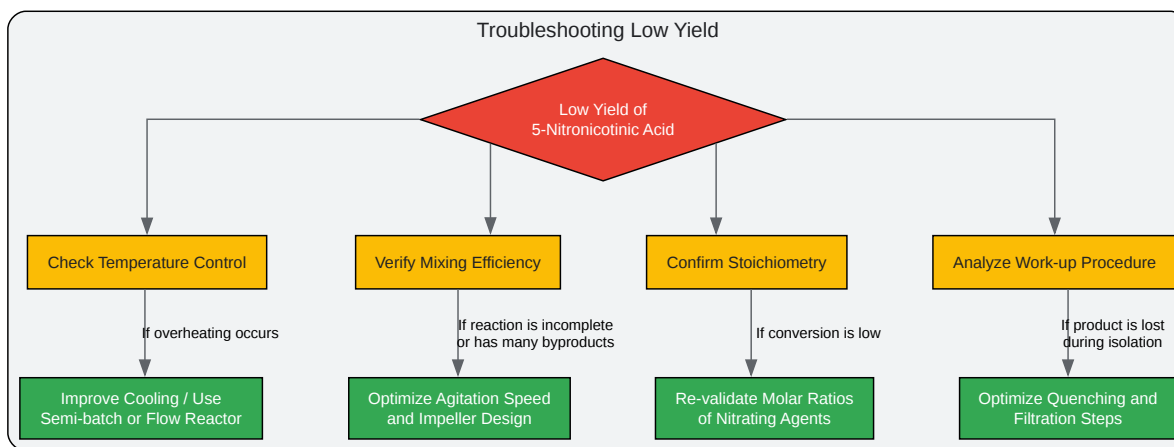 Troubleshooting Low Yield
Low Yield of
5-Nitronicotinic Acid
Check Temperature Control
Verify Mixing Efficiency
Confirm Stoichiometry
Analyze Work-up Procedure
If overheating occurs
If reaction is incomplete
or has many byproducts
If conversion is low
If product is lost
during isolation
Improve Cooling / Use
Semi-batch or Flow Reactor
Optimize Agitation Speed
and Impeller Design
Re-validate Molar Ratios
of Nitrating Agents
Optimize Quenching and
Filtration Steps